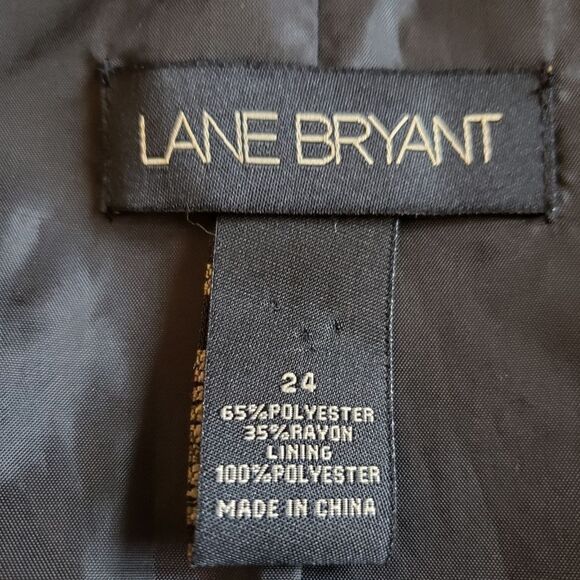 LANE BRYANT
24
65%POLYESTER
35%RAYON
LINING
100%POLYESTER
MADE IN CHINA